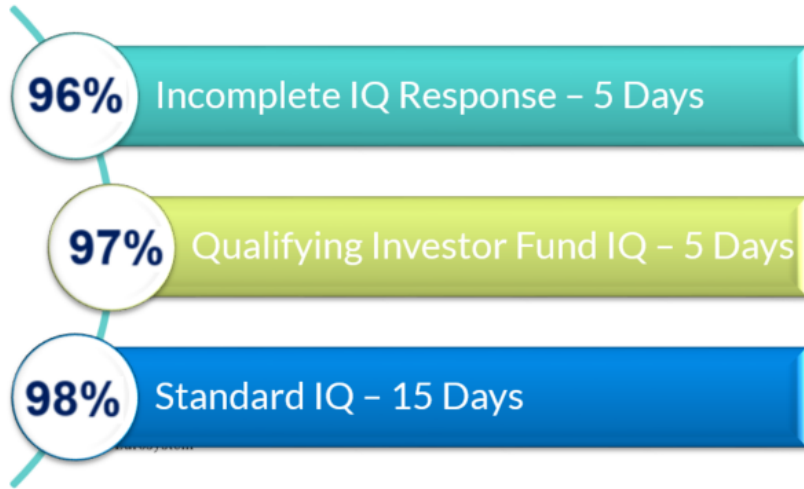 96% Incomplete IQ Response – 5 Days
97% Qualifying Investor Fund IQ – 5 Days
98% Standard IQ – 15 Days